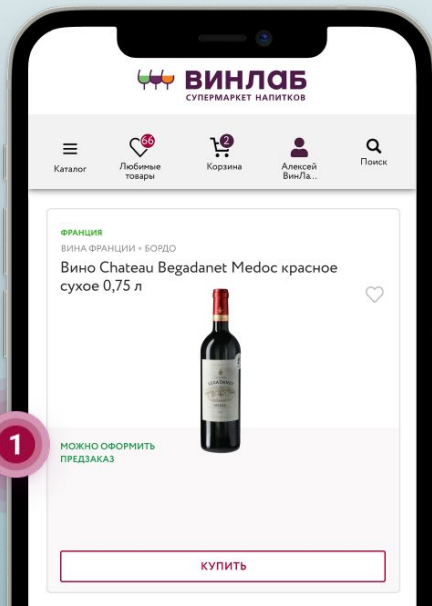 ВИНЛАБ
СУПЕРМАРКЕТ НАПИТКОВ
66
2
Каталог
Любимые
товары
Корзина
Алексей
ВинЛа...
Поиск
ФРАНЦИЯ
ВИНА ФРАНЦИИ • БОРДО
Вино Chateau Begadanet Medoc красное
сухое 0,75 л
BEGADANET
1
МОЖНО ОФОРМИТЬ
ПРЕДЗАКАЗ
КУПИТЬ